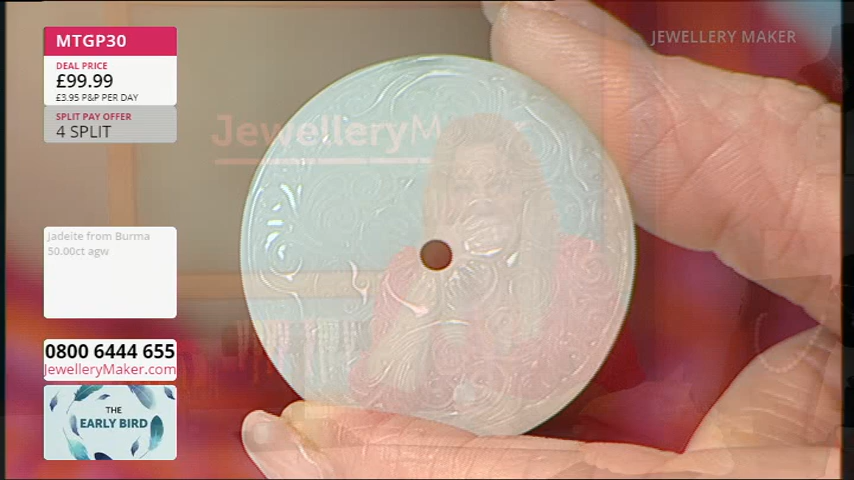 MTGP30
DEAL PRICE
£99.99
£3.95 P&P PER DAY
SPLIT PAY OFFER
4 SPLIT
JEWELLERY MAKER
JewelleryM
Jadeite from Burma
50.00ct agw
0800 6444 655
JewelleryMaker.com
THE
EARLY BIRD